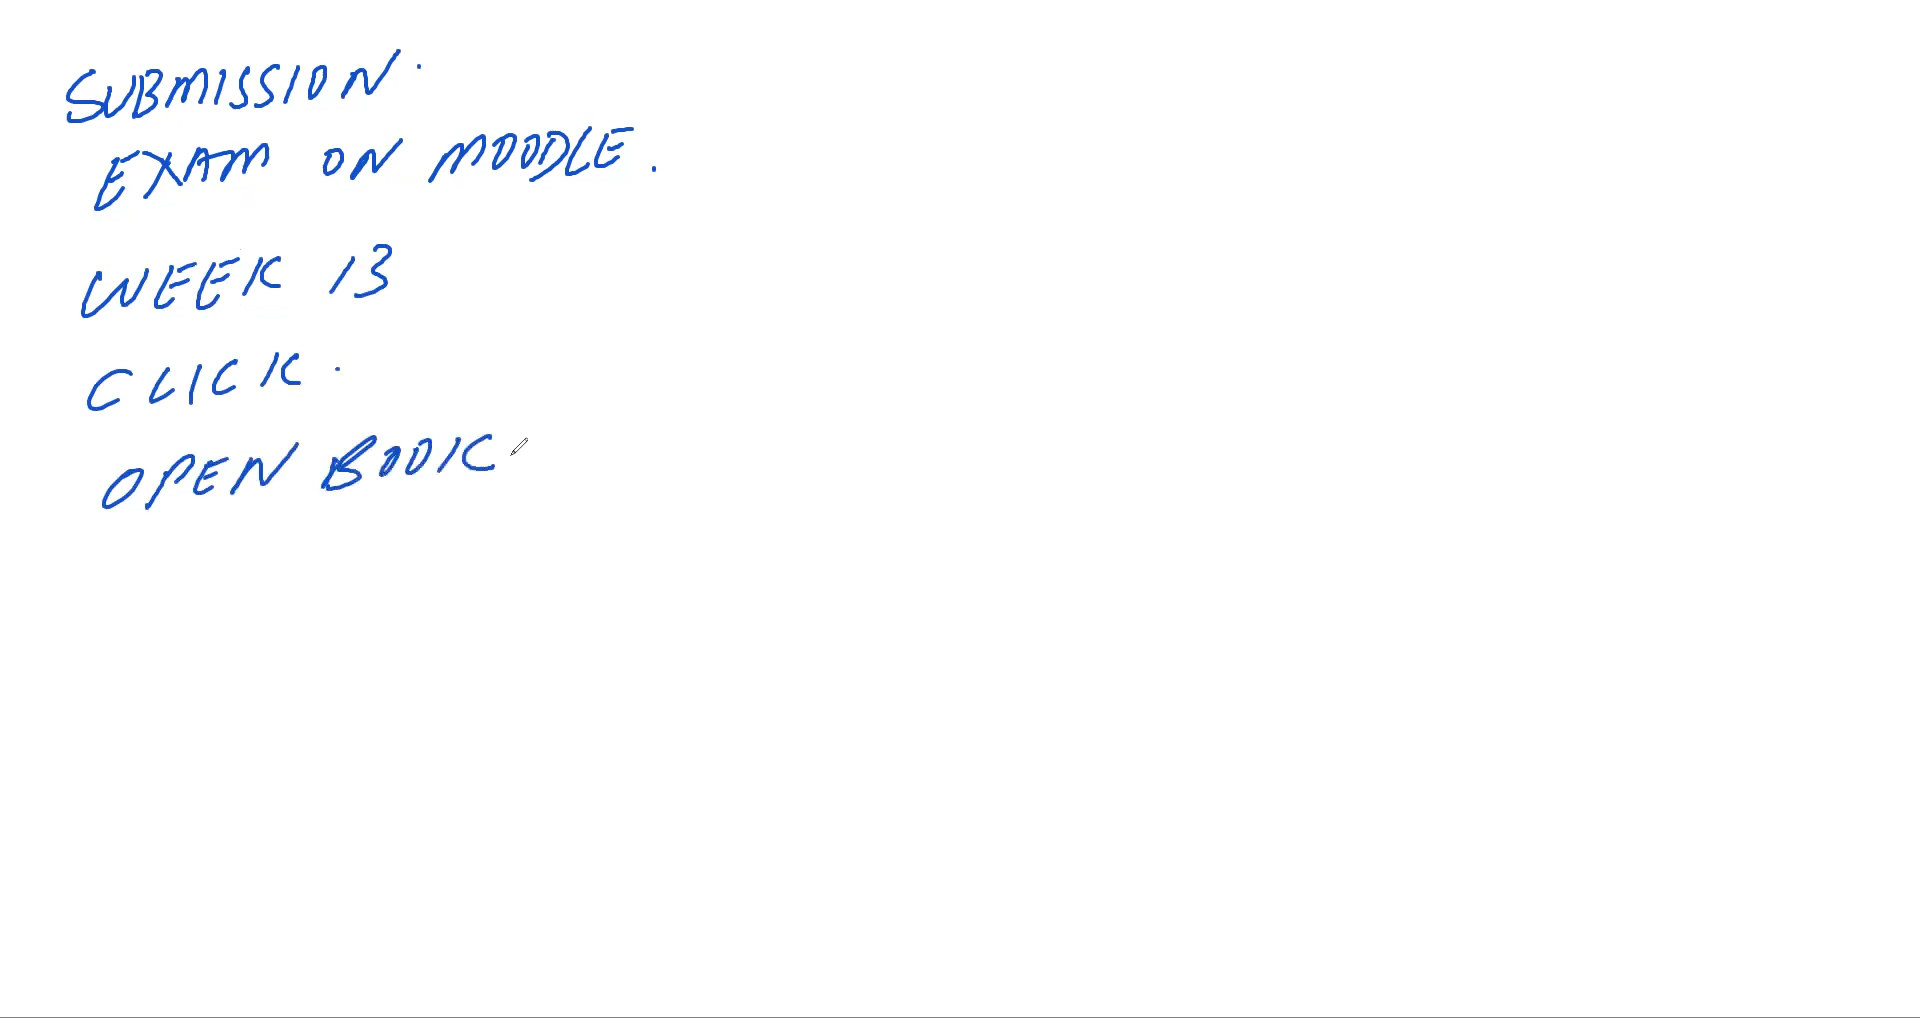 SUBMISSION.
EXAM ON MOODLE.
WEEK 13
CLICK.
OPEN BOOK